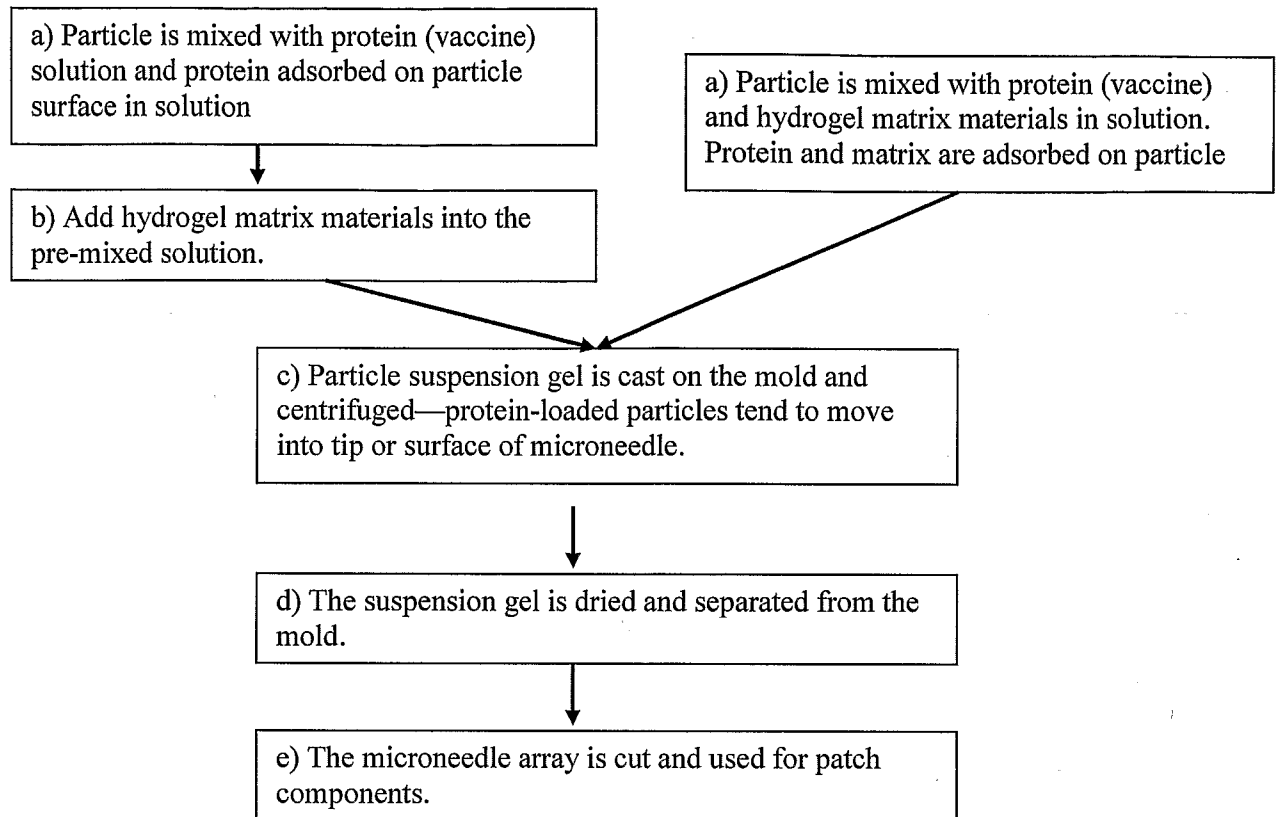 a) Particle is mixed with protein (vaccine)
solution and protein adsorbed on particle
surface in solution
a) Particle is mixed with protein (vaccine)
and hydrogel matrix materials in solution.
Protein and matrix are adsorbed on particle
b) Add hydrogel matrix materials into the
pre-mixed solution.
c) Particle suspension gel is cast on the mold and
centrifuged—protein-loaded particles tend to move
into tip or surface of microneedle.
d) The suspension gel is dried and separated from the
mold.
e) The microneedle array is cut and used for patch
components.